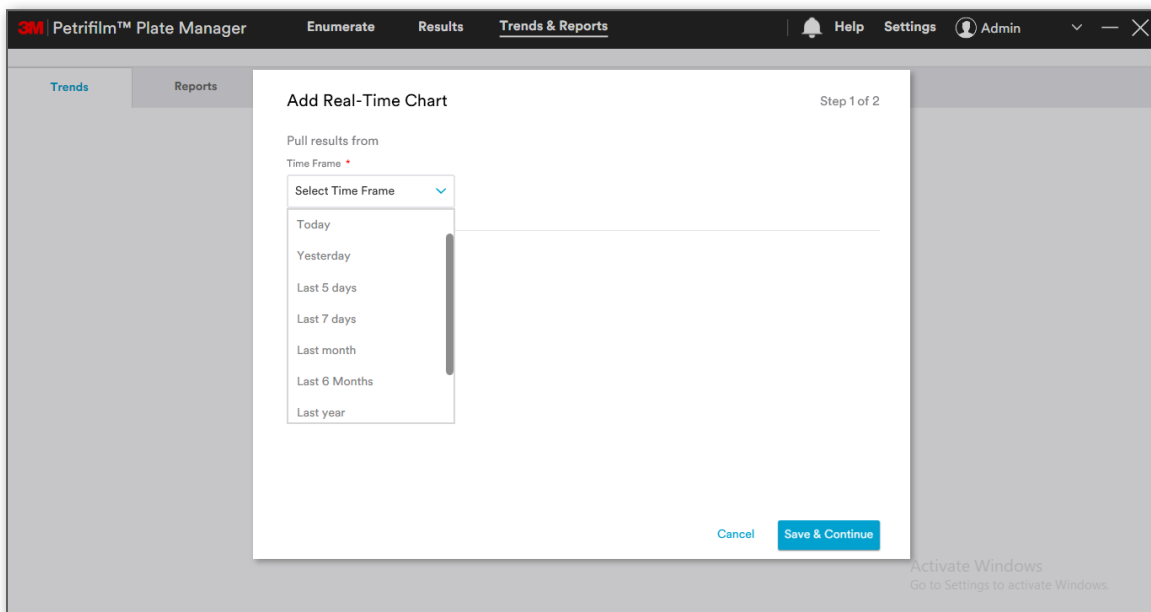 3M Petrifilm™ Plate Manager Enumerate Results Trends & Reports Help Settings Admin
Trends Reports
Add Real-Time Chart Step 1 of 2
Pull results from
Time Frame *
Select Time Frame
Today
Yesterday
Last 5 days
Last 7 days
Last month
Last 6 Months
Last year
Cancel Save & Continue
Activate Windows
Go to Settings to activate Windows.